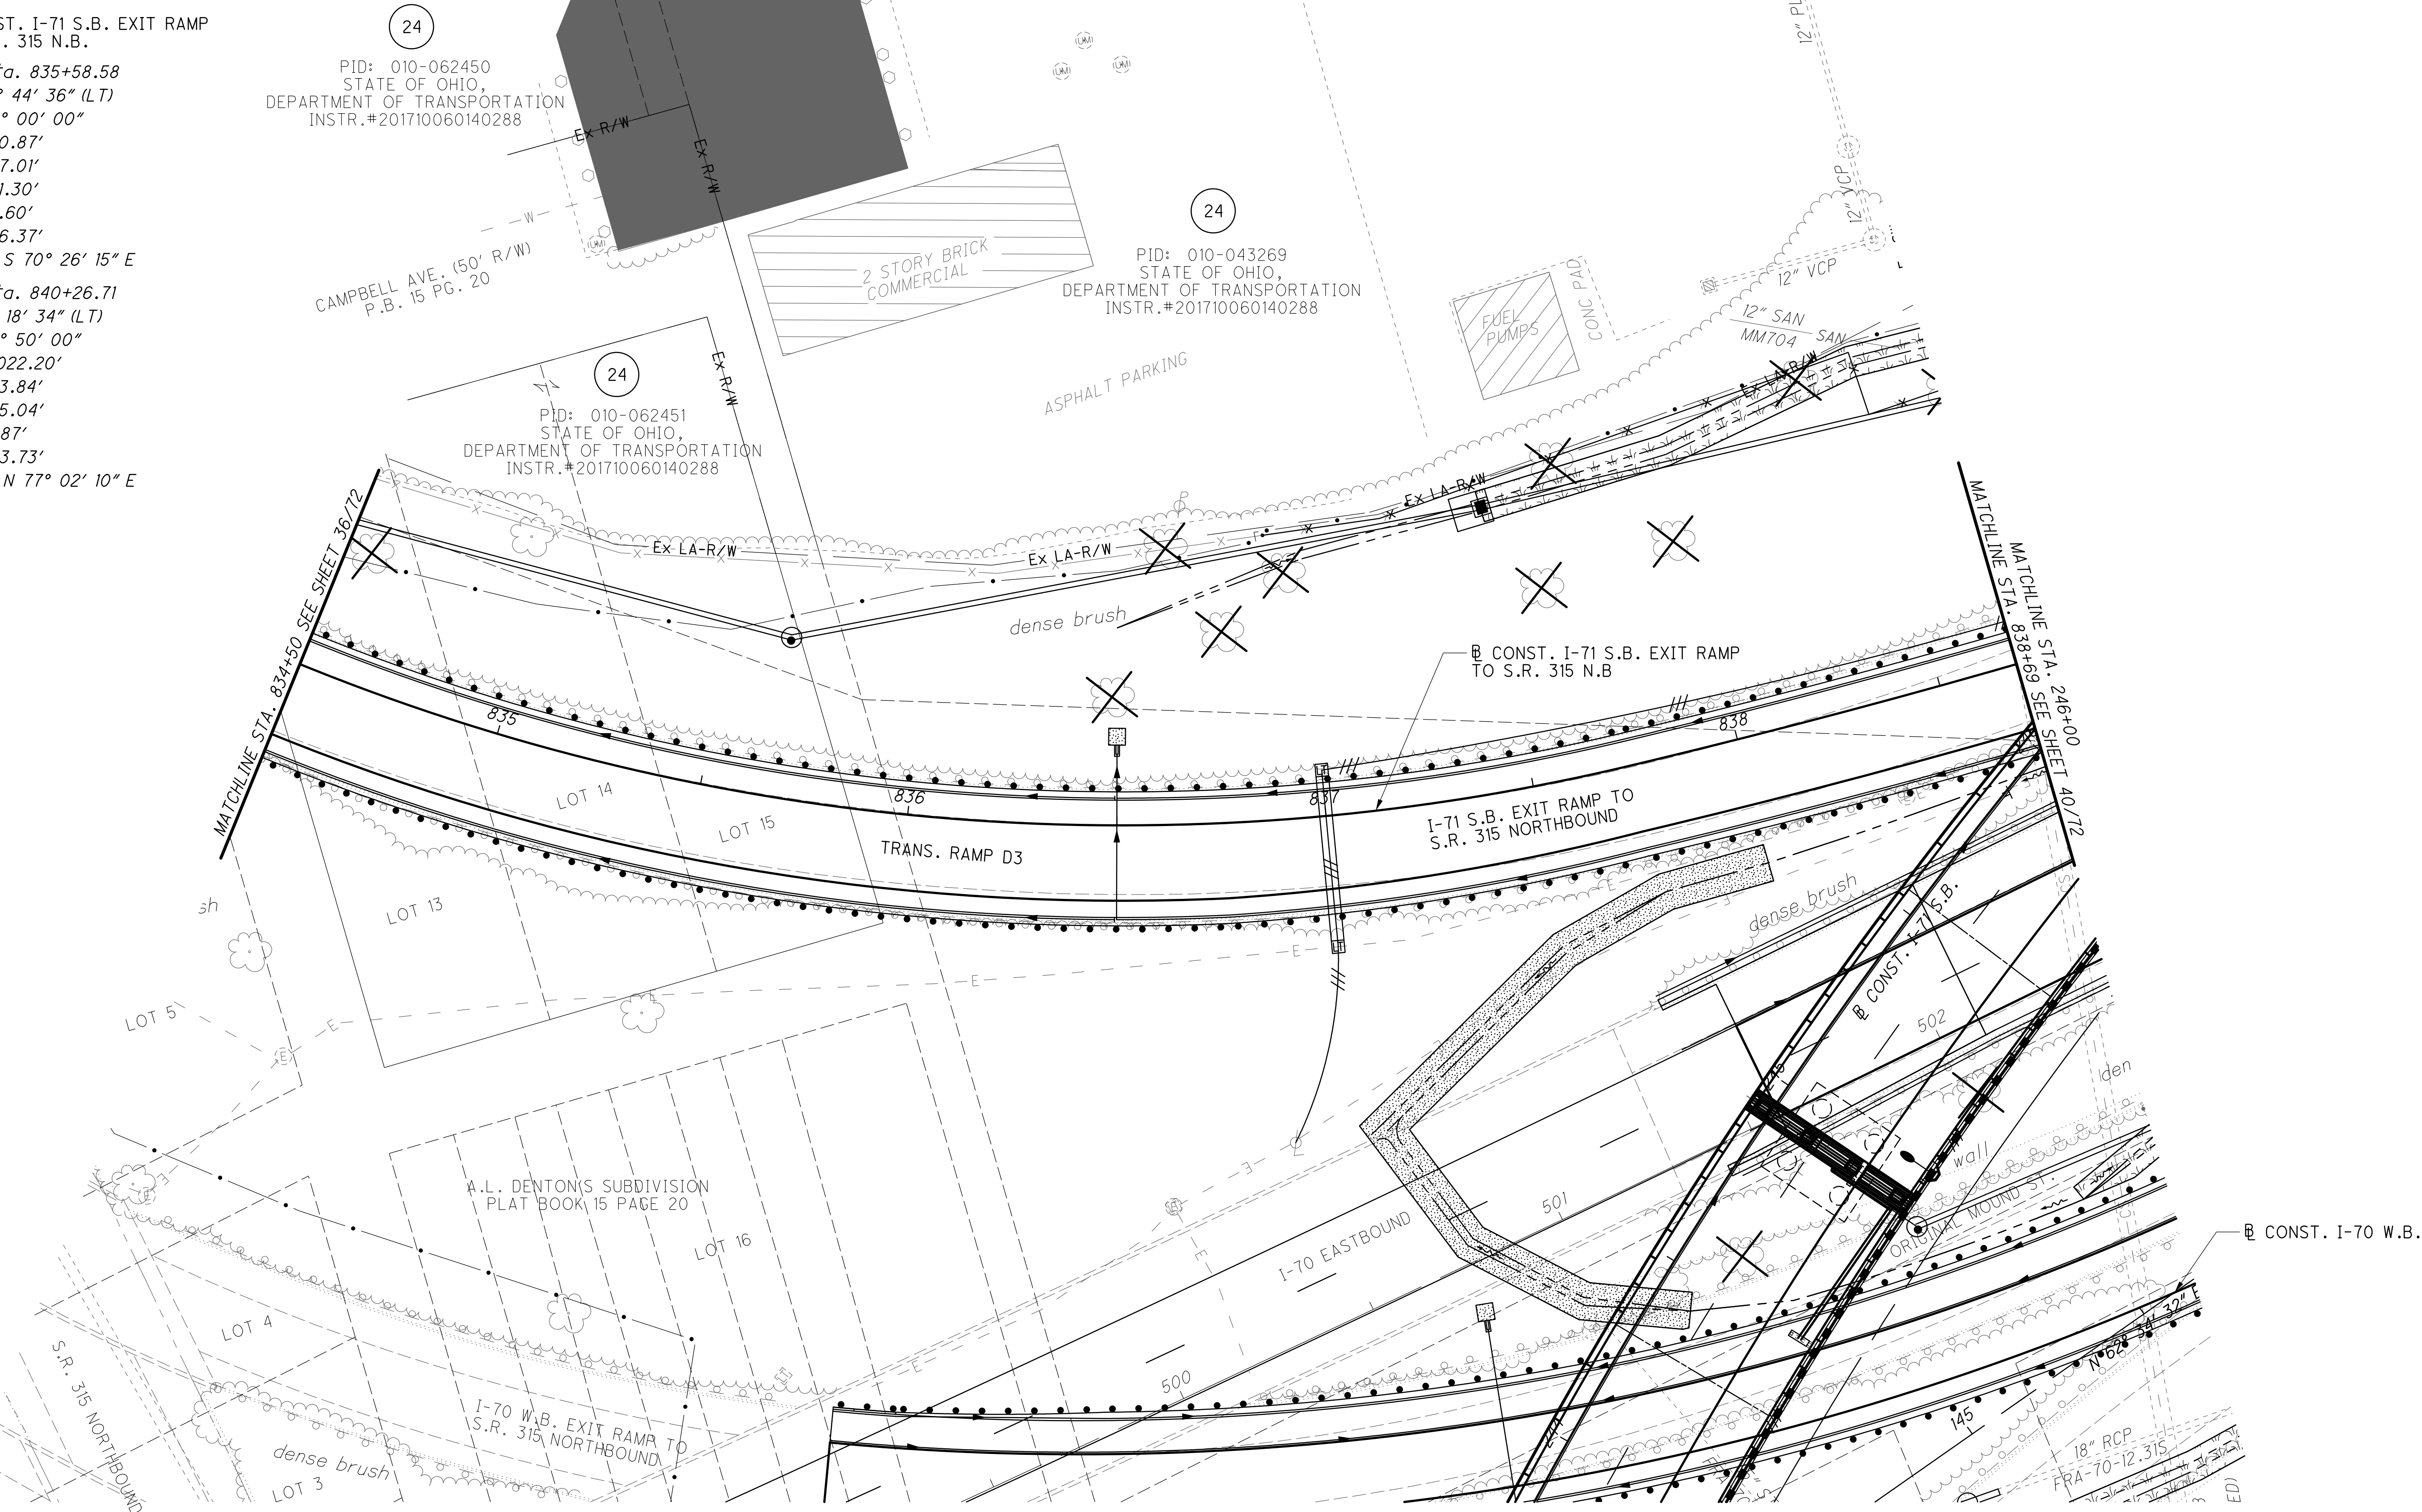 ST. I-71 S.B. EXIT RAMP
. 315 N.B.
ta. 835+58.58
° 44' 36" (LT)
° 00' 00"
0.87'
7.01'
1.30'
.60'
6.37'
S 70° 26' 15" E
ta. 840+26.71
18' 34" (LT)
° 50' 00"
022.20'
3.84'
5.04'
87'
3.73'
N 77° 02' 10" E
24
PID: 010-062450
STATE OF OHIO,
DEPARTMENT OF TRANSPORTATION
INSTR.#201710060140288
Ex R/W
Ex R/W
W
CAMPBELL AVE. (50' R/W)
P.B. 15 PG. 20
2 STORY BRICK
COMMERCIAL
24
PID: 010-043269
STATE OF OHIO,
DEPARTMENT OF TRANSPORTATION
INSTR.#201710060140288
12" PL
12" VCP
12" VCP
FUEL
PUMPS
CONC PAD
12" SAN
MM704
SAN
ASPHALT PARKING
Ex R/W
24
PID: 010-062451
STATE OF OHIO,
DEPARTMENT OF TRANSPORTATION
INSTR.#201710060140288
Ex LA-R/W
Ex LA-R/W
Ex LA-R/W
Ex LA-R/W
P
dense brush
MATCHLINE STA. 834+50 SEE SHEET 36/72
MATCHLINE STA. 246+00
MATCHLINE STA. 838+69 SEE SHEET 40/72
℄ CONST. I-71 S.B. EXIT RAMP
TO S.R. 315 N.B
835
836
837
838
LOT 14
LOT 15
LOT 13
TRANS. RAMP D3
I-71 S.B. EXIT RAMP TO
S.R. 315 NORTHBOUND
sh
dense brush
℄ CONST. I-71 S.B.
LOT 5
E
E
E
E
E
E
E
502
501
500
den
wall
ORIGINAL MOUND ST.
A.L. DENTON'S SUBDIVISION
PLAT BOOK 15 PAGE 20
LOT 16
I-70 EASTBOUND
℄ CONST. I-70 W.B.
LOT 4
S.R. 315 NORTHBOUND
I-70 W.B. EXIT RAMP TO
S.R. 315 NORTHBOUND
dense brush
LOT 3
N 62° 34' 32" E
145
18" RCP
FRA-70-12.31S
ED)